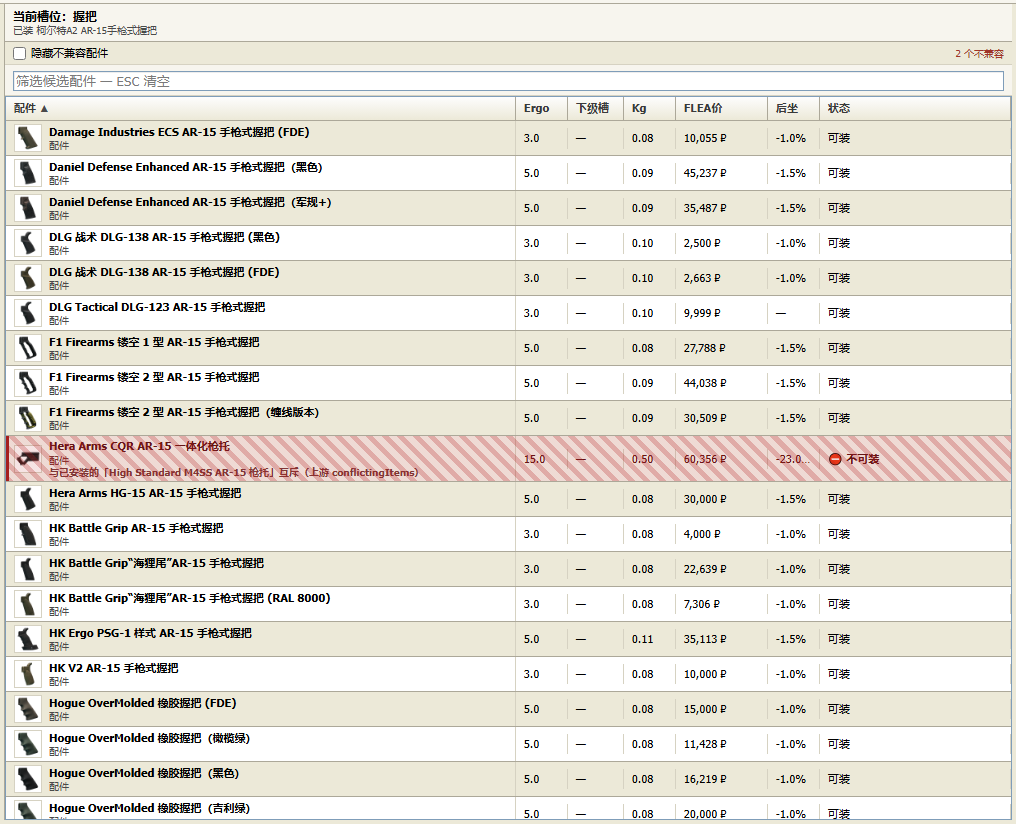 当前槽位: 握把
已装 柯尔特A2 AR-15手枪式握把
隐藏不兼容配件 2 个不兼容
筛选候选配件 — ESC 清空
配件 ▲ Ergo 下级槽 Kg FLEA价 后坐 状态
Damage Industries ECS AR-15 手枪式握把 (FDE)
配件
3.0 — 0.08 10,055 ₽ -1.0% 可装
Daniel Defense Enhanced AR-15 手枪式握把（黑色)
配件
5.0 — 0.09 45,237 ₽ -1.5% 可装
Daniel Defense Enhanced AR-15 手枪式握把（军规+)
配件
5.0 — 0.09 35,487 ₽ -1.5% 可装
DLG 战术 DLG-138 AR-15 手枪式握把 (黑色)
配件
3.0 — 0.10 2,500 ₽ -1.0% 可装
DLG 战术 DLG-138 AR-15 手枪式握把 (FDE)
配件
3.0 — 0.10 2,663 ₽ -1.0% 可装
DLG Tactical DLG-123 AR-15 手枪式握把
配件
3.0 — 0.10 9,999 ₽ — 可装
F1 Firearms 镂空 1 型 AR-15 手枪式握把
配件
5.0 — 0.08 27,788 ₽ -1.5% 可装
F1 Firearms 镂空 2 型 AR-15 手枪式握把
配件
5.0 — 0.09 44,038 ₽ -1.5% 可装
F1 Firearms 镂空 2 型 AR-15 手枪式握把（缠线版本)
配件
5.0 — 0.09 30,509 ₽ -1.5% 可装
Hera Arms CQR AR-15 一体化枪托
配件
与已安装的「High Standard M4SS AR-15 枪托」互斥（上游 conflictingItems）
15.0 — 0.50 60,356 ₽ -23.0... 不可装
Hera Arms HG-15 AR-15 手枪式握把
配件
5.0 — 0.08 30,000 ₽ -1.5% 可装
HK Battle Grip AR-15 手枪式握把
配件
3.0 — 0.08 4,000 ₽ -1.0% 可装
HK Battle Grip“海狸尾”AR-15 手枪式握把
配件
3.0 — 0.08 22,639 ₽ -1.0% 可装
HK Battle Grip“海狸尾”AR-15 手枪式握把 (RAL 8000)
配件
3.0 — 0.08 7,306 ₽ -1.0% 可装
HK Ergo PSG-1 样式 AR-15 手枪式握把
配件
5.0 — 0.11 35,113 ₽ -1.5% 可装
HK V2 AR-15 手枪式握把
配件
3.0 — 0.08 10,000 ₽ -1.0% 可装
Hogue OverMolded 橡胶握把 (FDE)
配件
5.0 — 0.08 15,000 ₽ -1.0% 可装
Hogue OverMolded 橡胶握把（橄榄绿)
配件
5.0 — 0.08 11,428 ₽ -1.0% 可装
Hogue OverMolded 橡胶握把（黑色)
配件
5.0 — 0.08 16,219 ₽ -1.0% 可装
Hogue OverMolded 橡胶握把（吉利绿)
5.0 — 0.08 20,000 ₽ -1.0% 可装